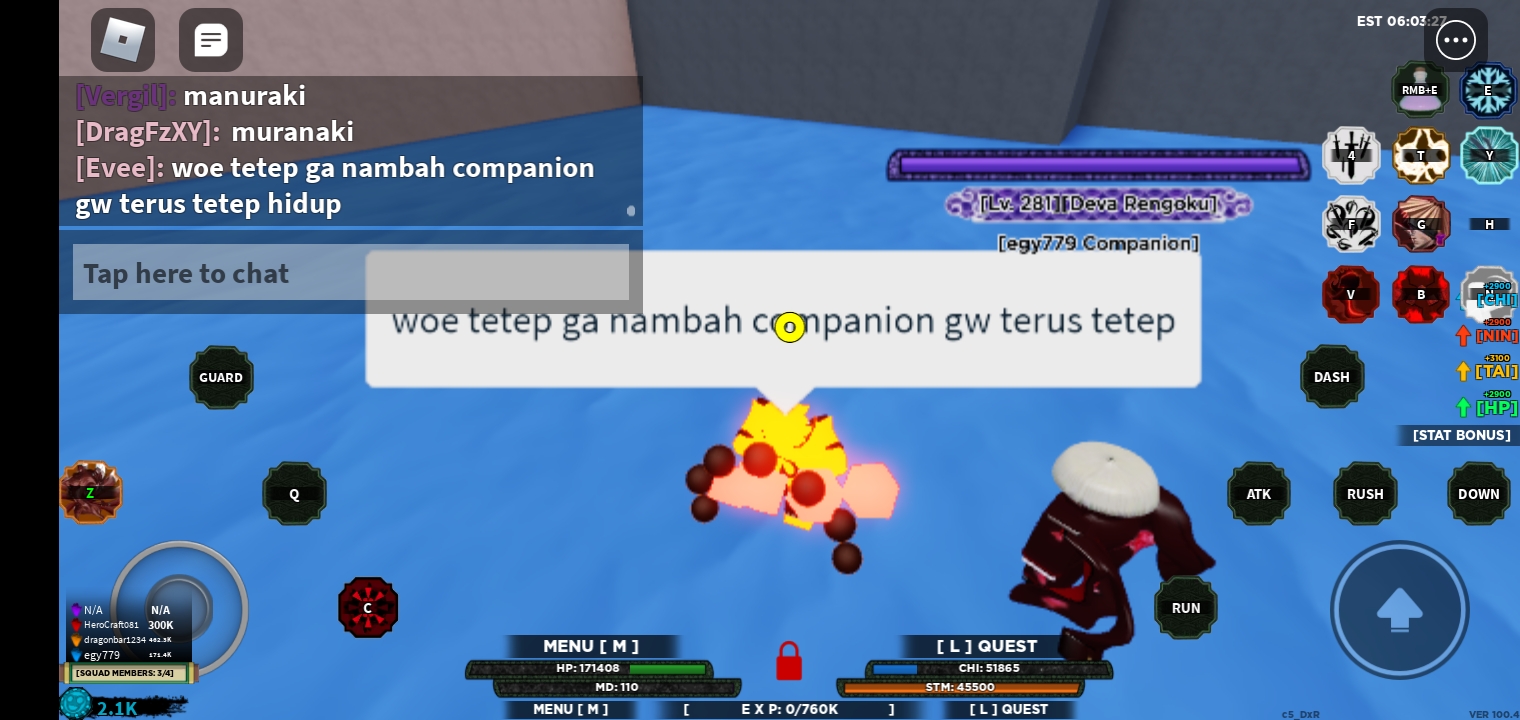 EST 06:03:27
[Vergil]: manuraki
[DragFzXY]: muranaki
[Evee]: woe tetep ga nambah companion
gw terus tetep hidup
Tap here to chat
RMB+E
E
4
T
Y
F
G
H
V
B
[Lv. 281][Deva Rengoku]
[egy779 Companion]
woe tetep ga nambah companion gw terus tetep
+2900
[CHI]
+2900
[NIN]
+3100
[TAI]
+2900
[HP]
[STAT BONUS]
GUARD
DASH
Z
Q
ATK
RUSH
DOWN
C
RUN
N/A N/A
HeroCraft081 300K
dragonbar1234 462.3K
egy779 171.4K
[SQUAD MEMBERS: 3/4]
2.1K
MENU [ M ]
[ L ] QUEST
HP: 171408
CHI: 51865
MD: 110
STM: 45500
MENU [ M ]
[ E X P: 0/760K ]
[ L ] QUEST
c5_DxR
VER 100.4